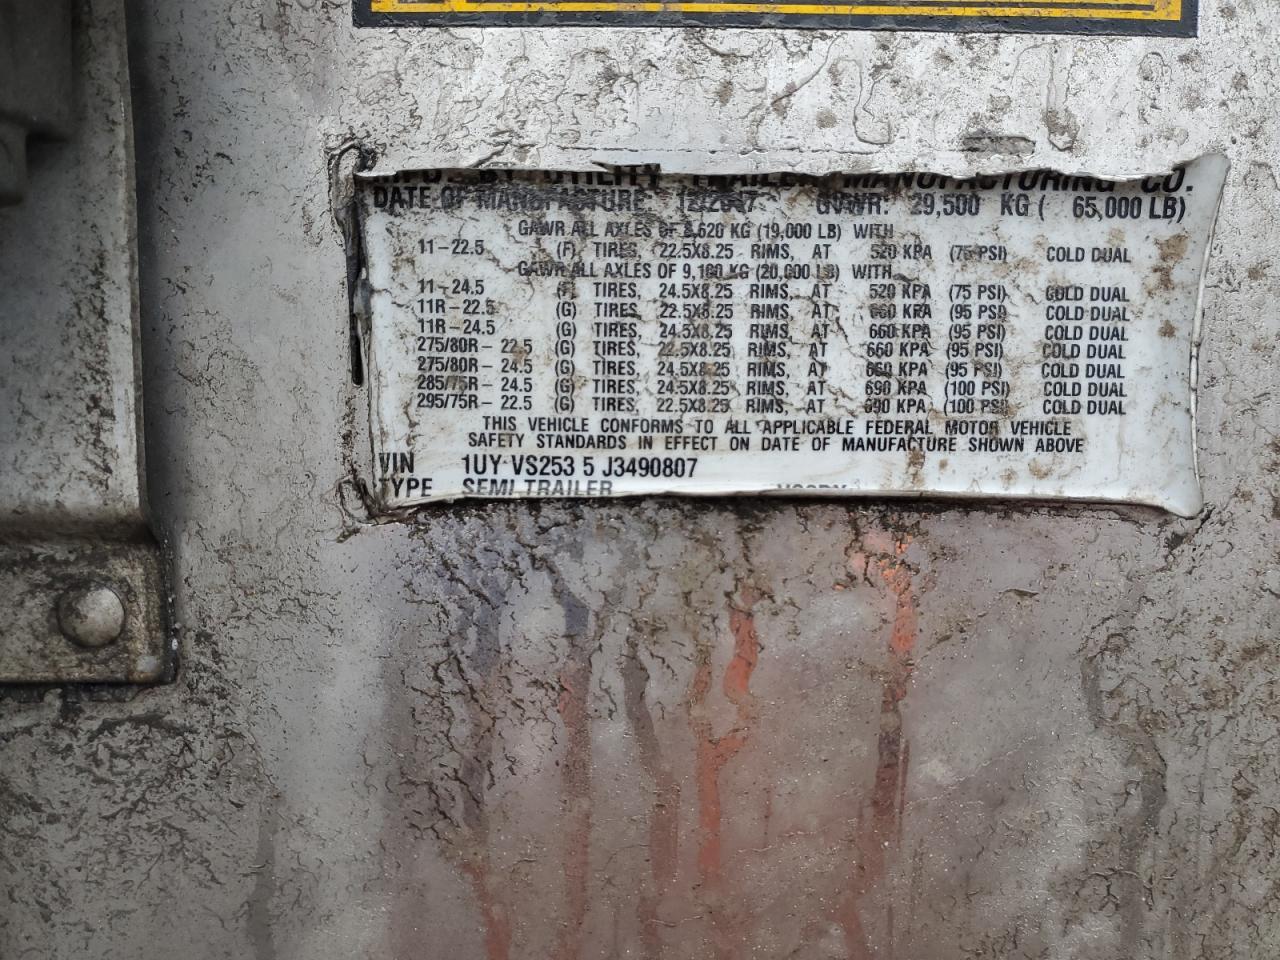 BY UTILITY TRAILER MANUFACTURING CO.
DATE OF MANUFACTURE 12/2017 GVWR: 29,500 KG ( 65,000 LB)
GAWR ALL AXLES OF 8,620 KG (19,000 LB) WITH
11-22.5 (F) TIRES, 22.5X8.25 RIMS, AT 520 KPA (75 PSI) COLD DUAL
GAWR ALL AXLES OF 9,100 KG (20,000 LB) WITH
11-24.5 (F) TIRES, 24.5X8.25 RIMS, AT 520 KPA (75 PSI) COLD DUAL
11R-22.5 (G) TIRES, 22.5X8.25 RIMS, AT 660 KPA (95 PSI) COLD DUAL
11R-24.5 (G) TIRES, 24.5X8.25 RIMS, AT 660 KPA (95 PSI) COLD DUAL
275/80R-22.5 (G) TIRES, 22.5X8.25 RIMS, AT 660 KPA (95 PSI) COLD DUAL
275/80R-24.5 (G) TIRES, 24.5X8.25 RIMS, AT 660 KPA (95 PSI) COLD DUAL
285/75R-24.5 (G) TIRES, 24.5X8.25 RIMS, AT 690 KPA (100 PSI) COLD DUAL
295/75R-22.5 (G) TIRES, 22.5X8.25 RIMS, AT 690 KPA (100 PSI) COLD DUAL
THIS VEHICLE CONFORMS TO ALL APPLICABLE FEDERAL MOTOR VEHICLE
SAFETY STANDARDS IN EFFECT ON DATE OF MANUFACTURE SHOWN ABOVE
VIN 1UY VS253 5 J3490807
TYPE SEMI TRAILER